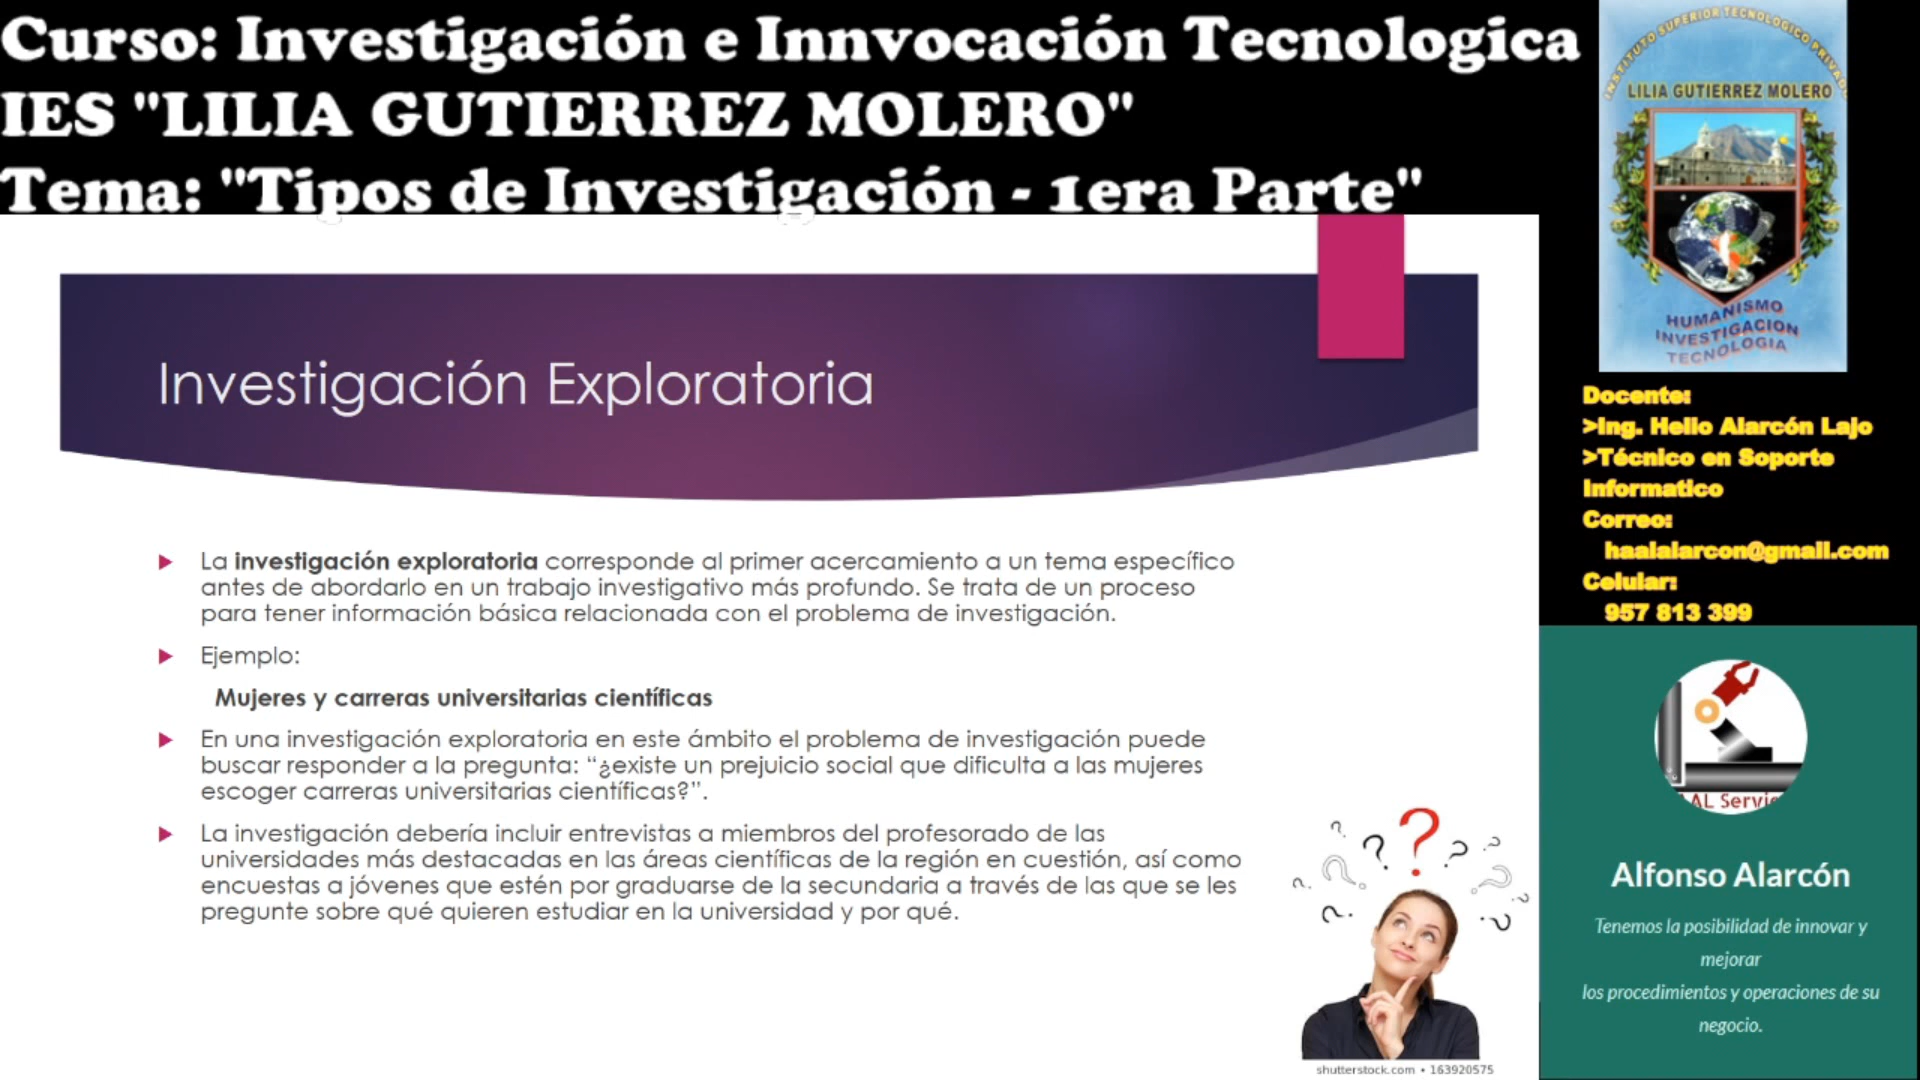 Curso: Investigación e Innvocación Tecnologica
IES "LILIA GUTIERREZ MOLERO"
Tema: "Tipos de Investigación - 1era Parte"
INSTITUTO SUPERIOR TECNOLOGICO PRIVADO
LILIA GUTIERREZ MOLERO
HUMANISMO
INVESTIGACION
TECNOLOGIA
Investigación Exploratoria
La investigación exploratoria corresponde al primer acercamiento a un tema específico
antes de abordarlo en un trabajo investigativo más profundo. Se trata de un proceso
para tener información básica relacionada con el problema de investigación.
Ejemplo:
Mujeres y carreras universitarias científicas
En una investigación exploratoria en este ámbito el problema de investigación puede
buscar responder a la pregunta: “¿existe un prejuicio social que dificulta a las mujeres
escoger carreras universitarias científicas?”.
La investigación debería incluir entrevistas a miembros del profesorado de las
universidades más destacadas en las áreas científicas de la región en cuestión, así como
encuestas a jóvenes que estén por graduarse de la secundaria a través de las que se les
pregunte sobre qué quieren estudiar en la universidad y por qué.
shutterstock.com • 163920575
Docente:
>Ing. Helio Alarcón Lajo
>Técnico en Soporte
Informatico
Correo:
haalalarcon@gmail.com
Celular:
957 813 399
AL Servic
Alfonso Alarcón
Tenemos la posibilidad de innovar y
mejorar
los procedimientos y operaciones de su
negocio.